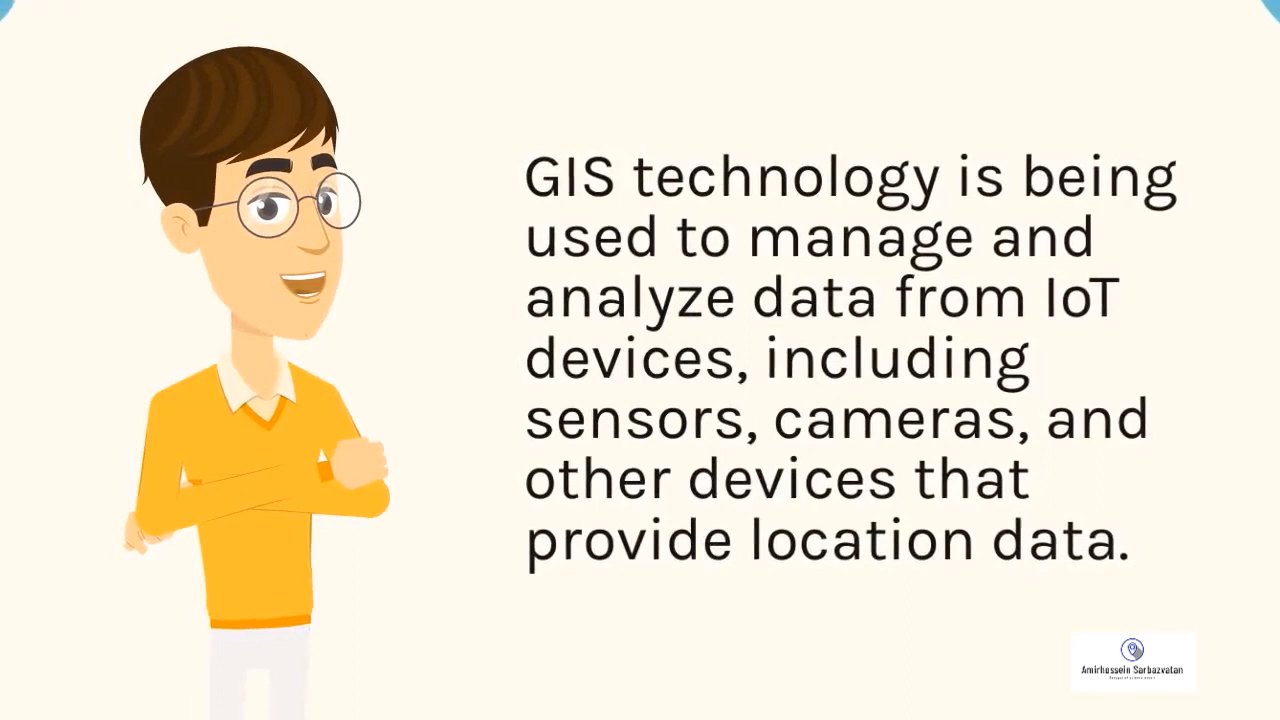 GIS technology is being
used to manage and
analyze data from IoT
devices, including
sensors, cameras, and
other devices that
provide location data.
Amirhossein Sarbazvatan